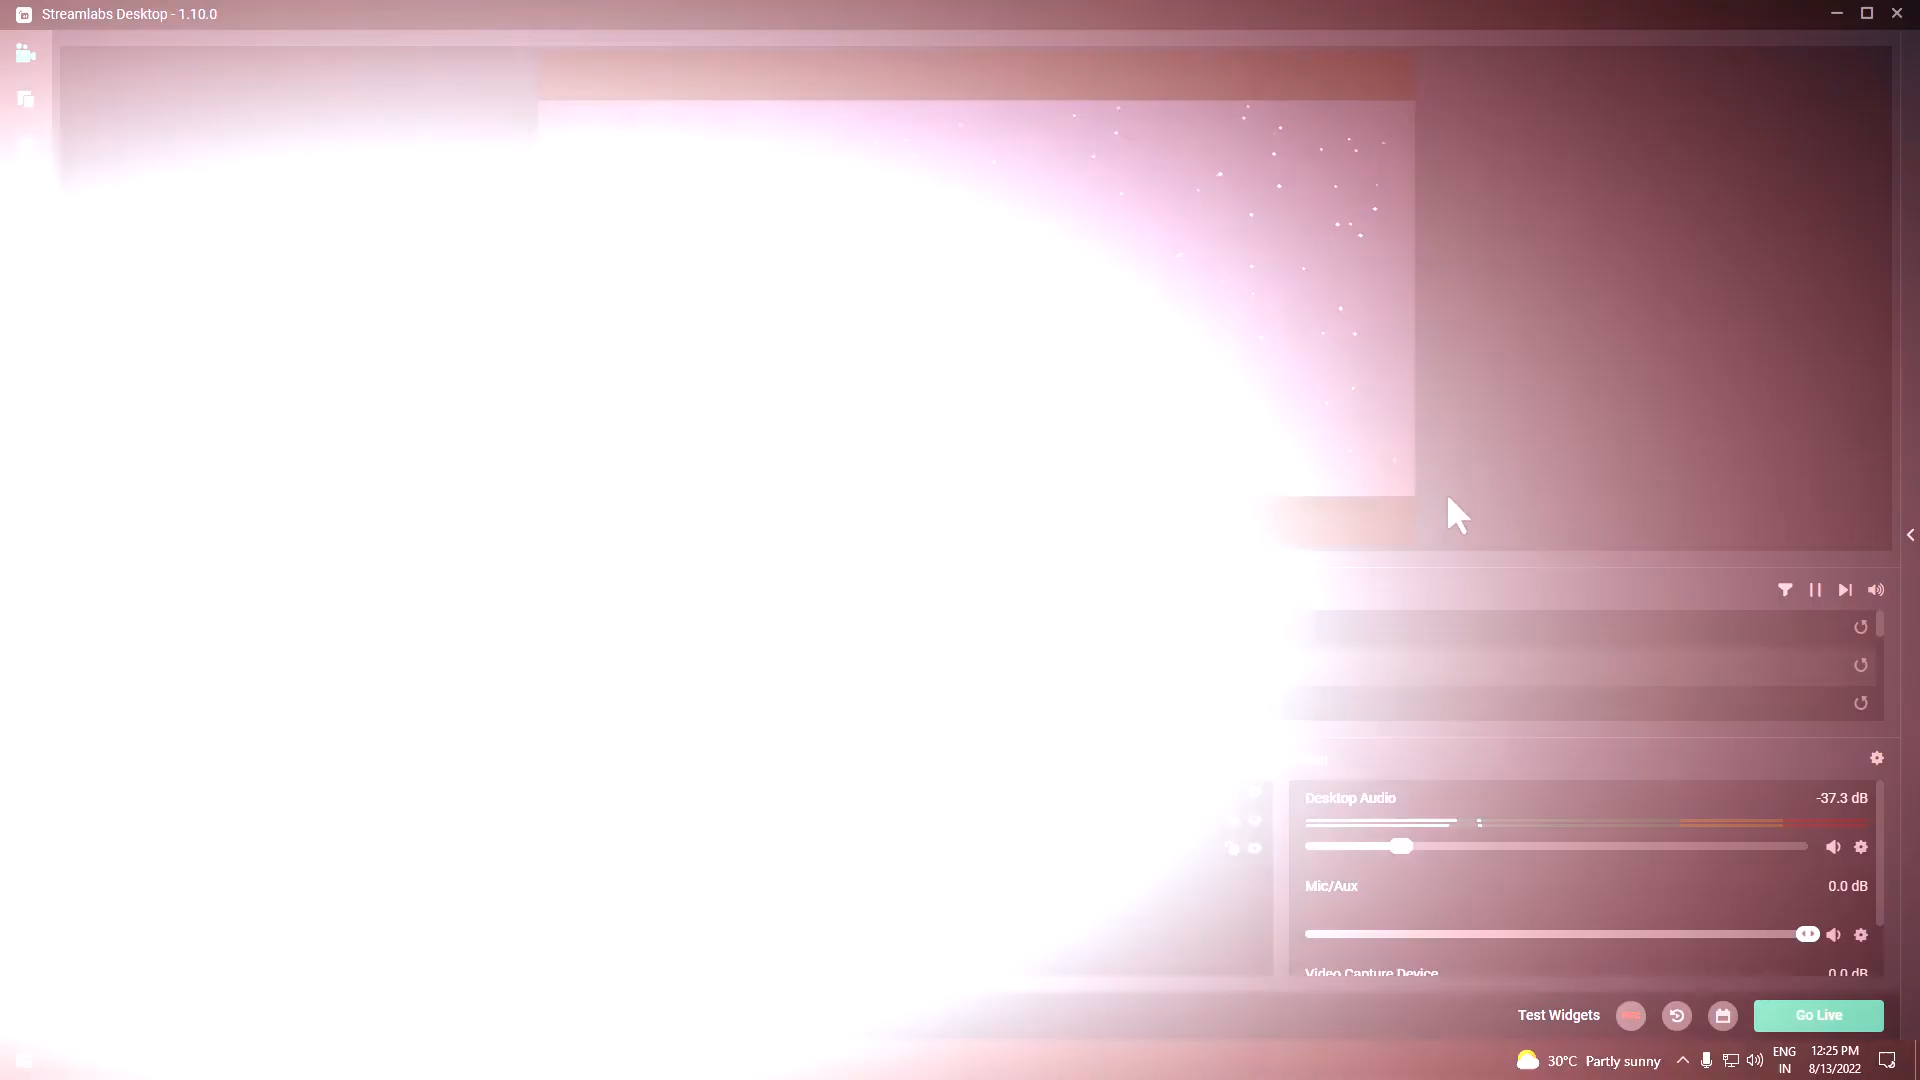 Streamlabs Desktop - 1.10.0
Desktop Audio -37.3 dB
Mic/Aux 0.0 dB
Video Capture Device 0.0 dB
Test Widgets REC Go Live
30°C Partly sunny ENG 12:25 PM
IN 8/13/2022